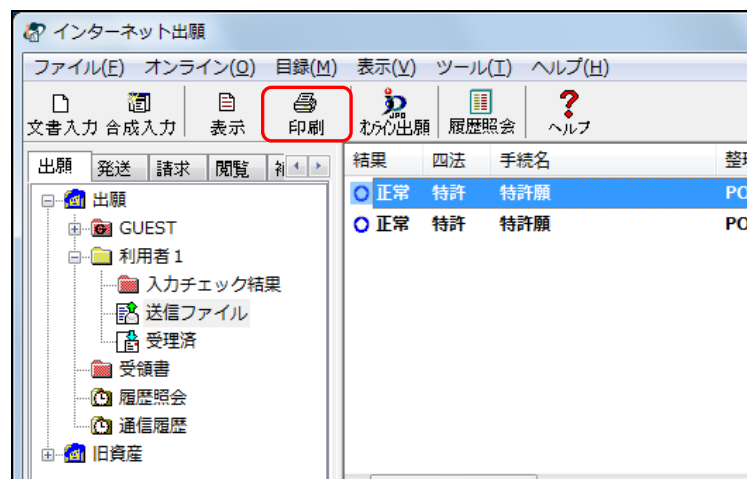 インターネット出願
ファイル(F) オンライン(O) 目録(M) 表示(V) ツール(T) ヘルプ(H)
文書入力 合成入力 表示 印刷 オンライン出願 履歴照会 ヘルプ
出願 発送 請求 閲覧
結果 四法 手続名
出願
GUEST
利用者1
入力チェック結果
送信ファイル
受理済
受領書
履歴照会
通信履歴
旧資産
正常 特許 特許願 PO
正常 特許 特許願 PO